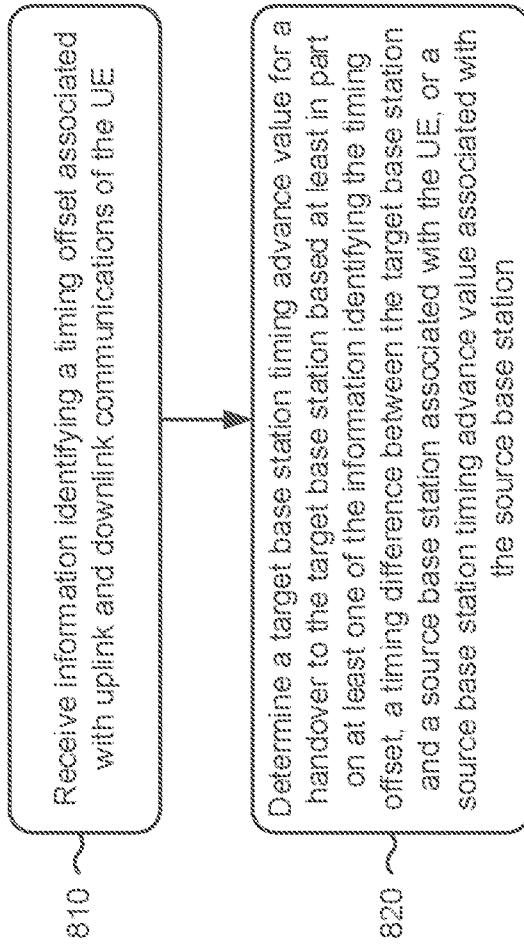 810
Receive information identifying a timing offset associated
with uplink and downlink communications of the UE
820
Determine a target base station timing advance value for a
handover to the target base station based at least in part
on at least one of the information identifying the timing
offset, a timing difference between the target base station
and a source base station associated with the UE, or a
source base station timing advance value associated with
the source base station